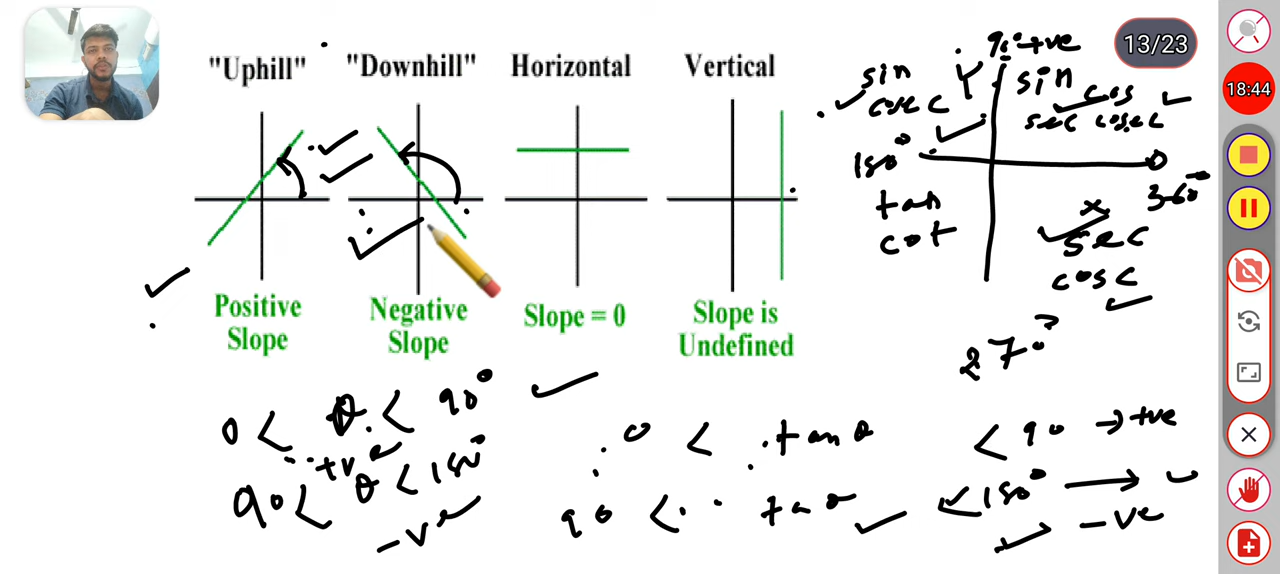 13/23
18:44
"Uphill" "Downhill" Horizontal Vertical
Positive Slope
Negative Slope
Slope = 0
Slope is Undefined
90° +ve
sin
cosec
sin
cos
sec cosec
180°
0
360°
tan
cot
sec
cosc
270°
0 < θ < 90°
+ve
90 < θ < 180°
-ve
0 < tan θ < 90 → +ve
90 < tan θ < 180° →
-ve